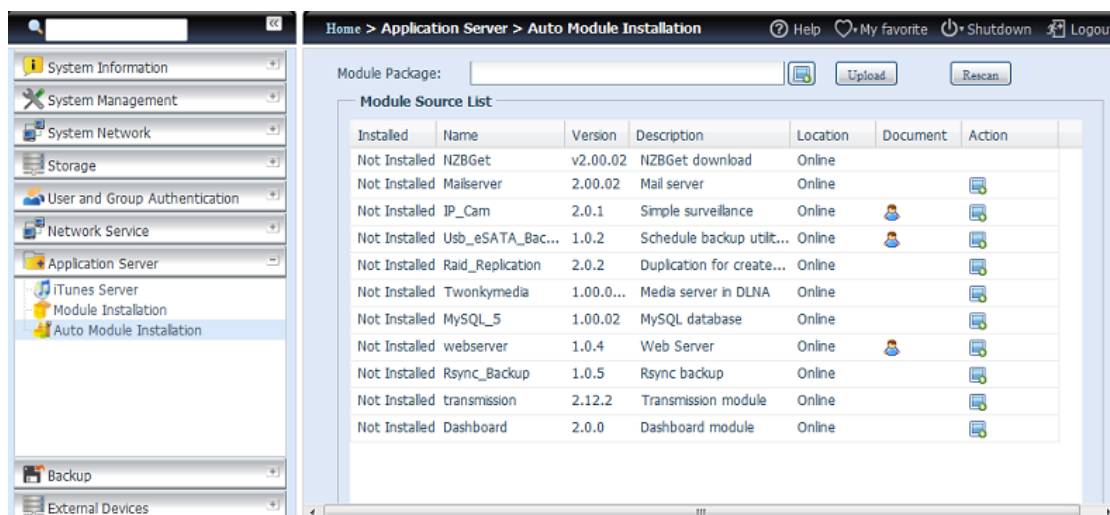 Home > Application Server > Auto Module Installation Help My favorite Shutdown Logou
System Information
System Management
System Network
Storage
User and Group Authentication
Network Service
Application Server
iTunes Server
Module Installation
Auto Module Installation
Backup
External Devices
Module Package: Upload Rescan
Module Source List
Installed Name Version Description Location Document Action
Not Installed NZBGet v2.00.02 NZBGet download Online
Not Installed Mailserver 2.00.02 Mail server Online
Not Installed IP_Cam 2.0.1 Simple surveillance Online
Not Installed Usb_eSATA_Bac... 1.0.2 Schedule backup utilit... Online
Not Installed Raid_Replication 2.0.2 Duplication for create... Online
Not Installed Twonkymedia 1.00.0... Media server in DLNA Online
Not Installed MySQL_5 1.00.02 MySQL database Online
Not Installed webserver 1.0.4 Web Server Online
Not Installed Rsync_Backup 1.0.5 Rsync backup Online
Not Installed transmission 2.12.2 Transmission module Online
Not Installed Dashboard 2.0.0 Dashboard module Online